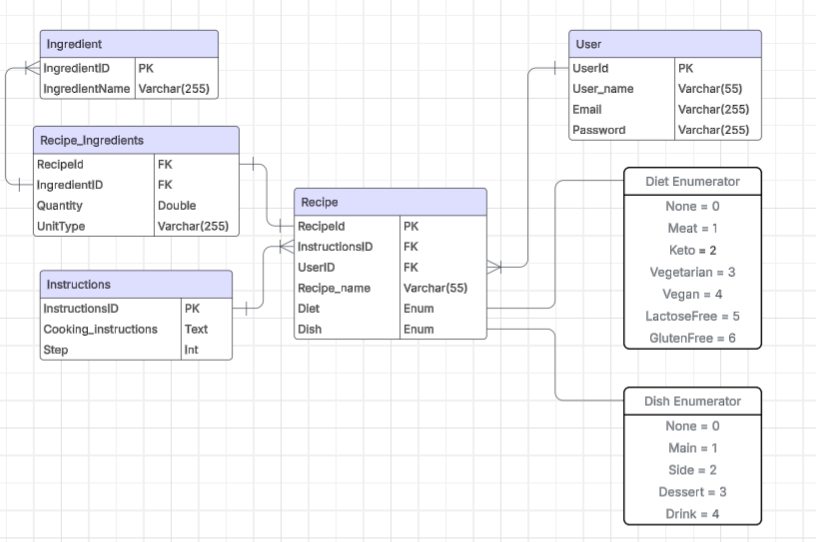 Ingredient
IngredientID PK
IngredientName Varchar(255)
Recipe_Ingredients
RecipeId FK
IngredientID FK
Quantity Double
UnitType Varchar(255)
Instructions
InstructionsID PK
Cooking_instructions Text
Step Int
Recipe
RecipeId PK
InstructionsID FK
UserID FK
Recipe_name Varchar(55)
Diet Enum
Dish Enum
User
UserId PK
User_name Varchar(55)
Email Varchar(255)
Password Varchar(255)
Diet Enumerator
None = 0
Meat = 1
Keto = 2
Vegetarian = 3
Vegan = 4
LactoseFree = 5
GlutenFree = 6
Dish Enumerator
None = 0
Main = 1
Side = 2
Dessert = 3
Drink = 4